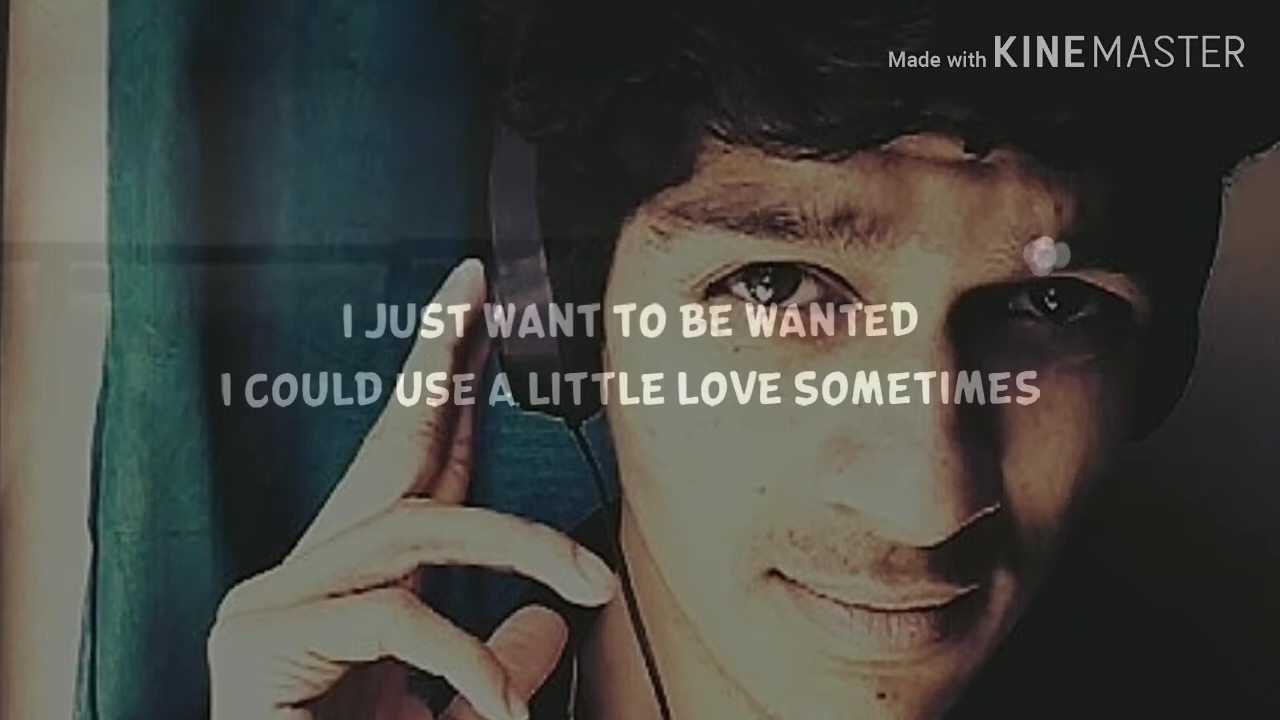 Made with KINEMASTER
I JUST WANT TO BE WANTED
I COULD USE A LITTLE LOVE SOMETIMES